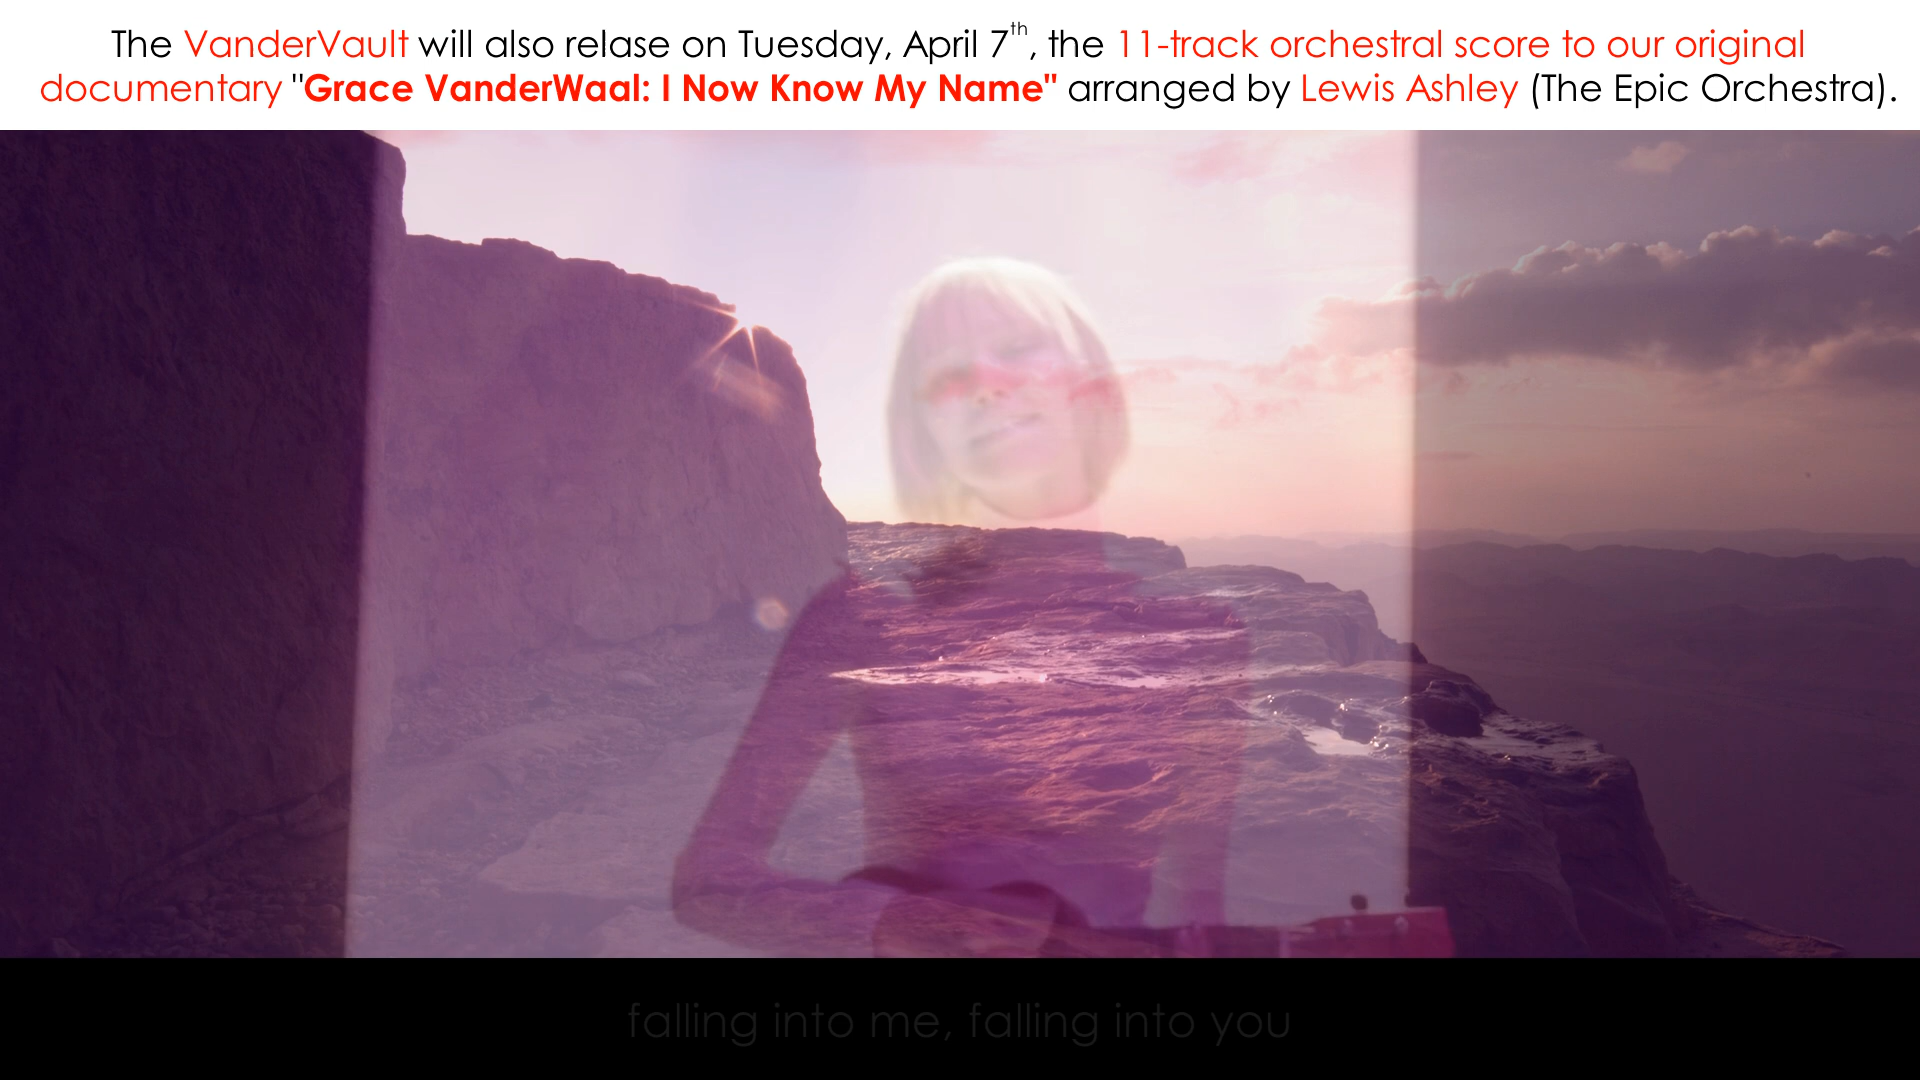 The VanderVault will also relase on Tuesday, April 7th, the 11-track orchestral score to our original
documentary "Grace VanderWaal: I Now Know My Name" arranged by Lewis Ashley (The Epic Orchestra).
falling into me, falling into you